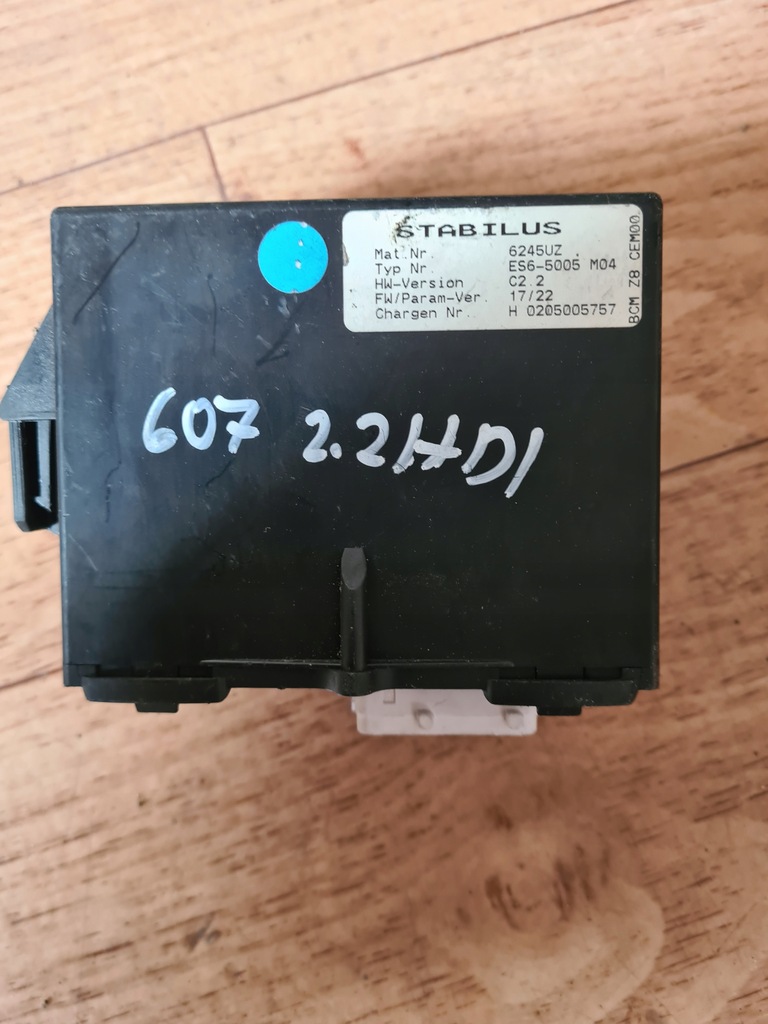 STABILUS
Mat.Nr. 6245UZ
Typ Nr. ES6-5005 M04
HW-Version C2.2
FW/Param-Ver. 17/22
Chargen Nr. H 0205005757
BCM Z8 CEM00
607 2.2HDI